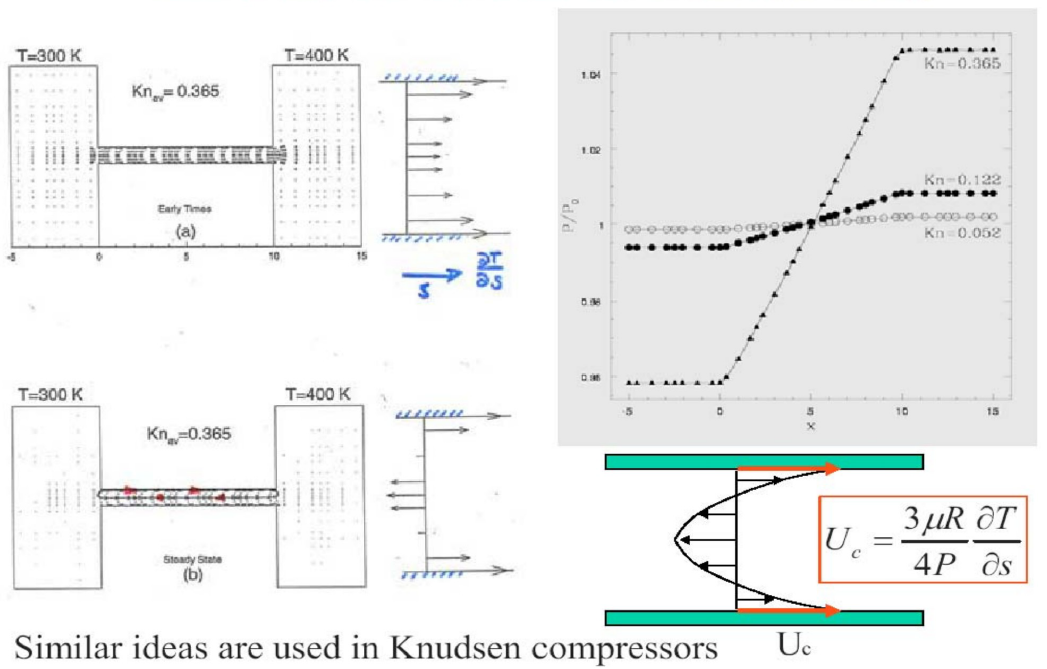 T=300 K
T=400 K
Kn_av = 0.365
Early Times
(a)
-5 0 5 10 15
s
∂T
∂s
T=300 K
T=400 K
Kn_av=0.365
Steady State
(b)
1.04
1.02
1
0.98
0.96
P/P₀
Kn=0.365
Kn=0.122
Kn=0.052
-5 0 5 10 15
X
U_c = 3μR/4P ∂T/∂s
U_c
Similar ideas are used in Knudsen compressors